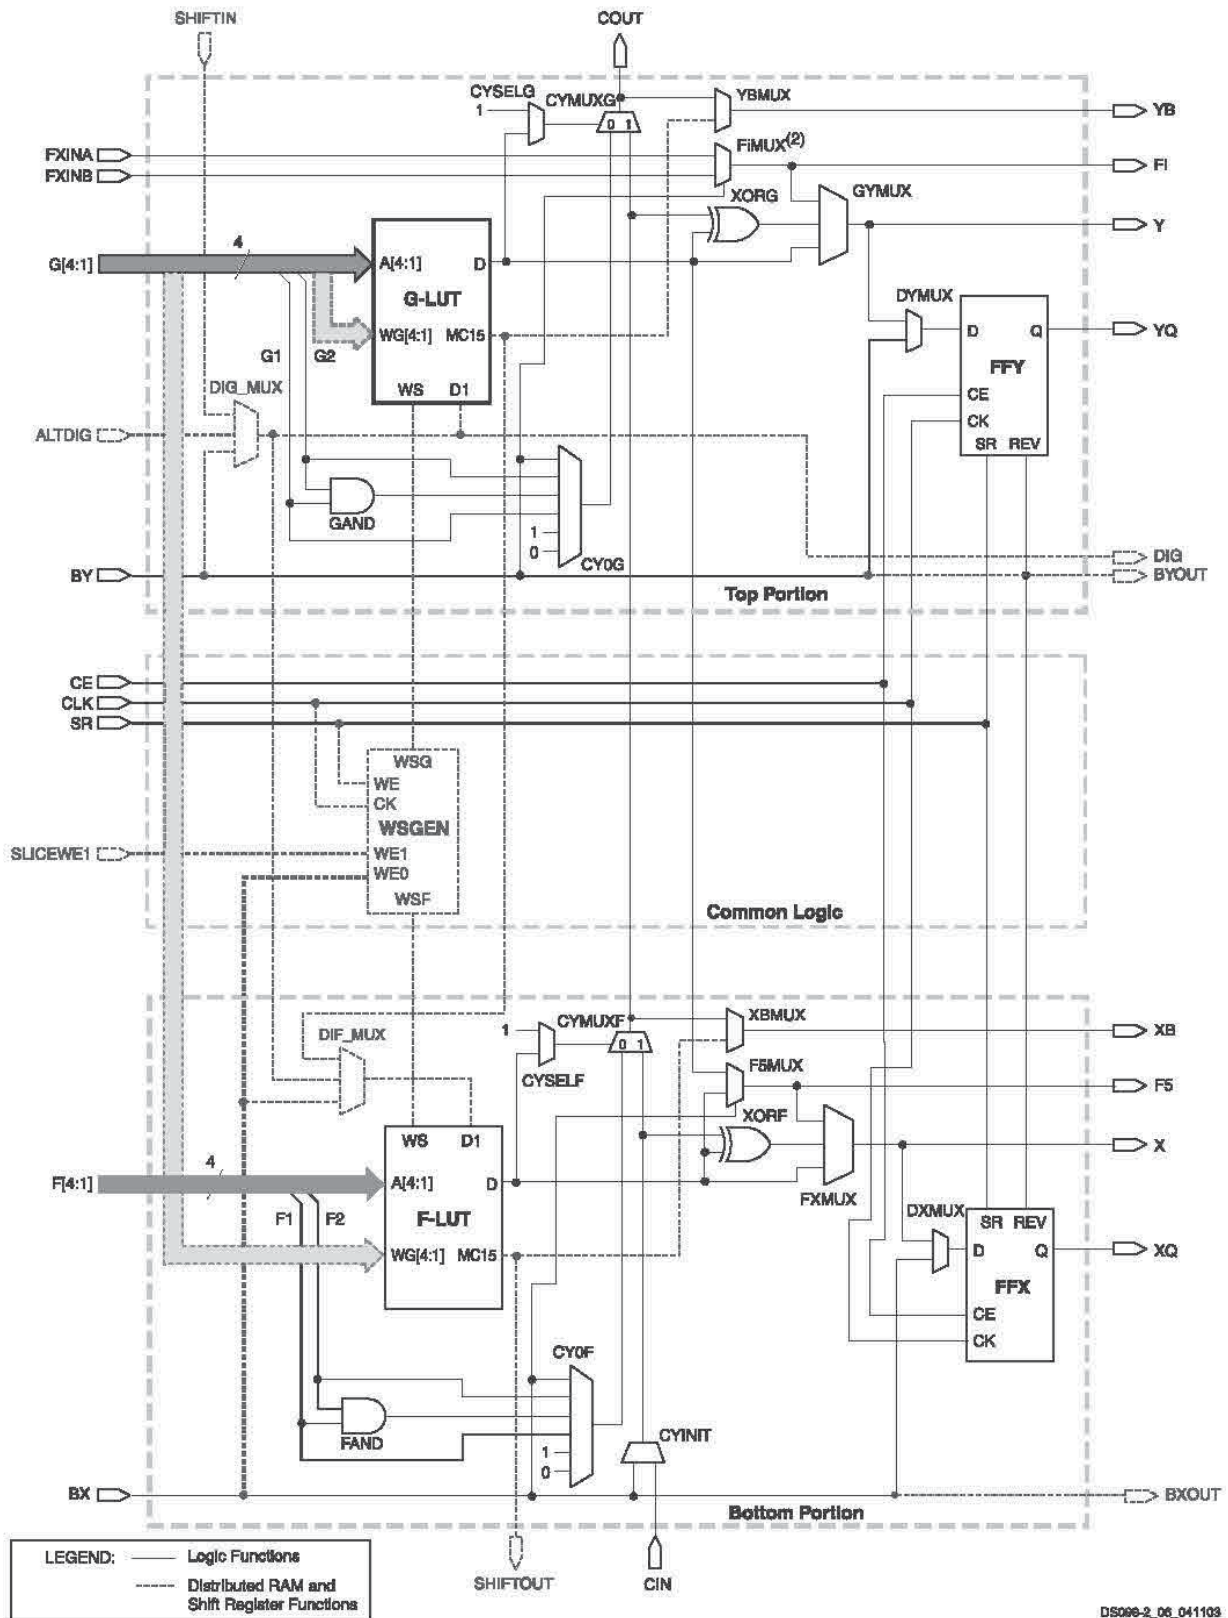 SHIFTIN
COUT
CYSELG
1
CYMUXG
0 1
YBMUX
YB
FXINA
FXINB
FiMUX(2)
FI
XORG
GYMUX
Y
G[4:1]
4
A[4:1]
D
G-LUT
WG[4:1]
MC15
WS
D1
G1
G2
DYMUX
D
Q
YQ
FFY
CE
CK
SR
REV
DIG_MUX
ALTDIG
GAND
1
0
CY0G
BY
DIG
BYOUT
Top Portion
CE
CLK
SR
WSG
WE
CK
WSGEN
SLICEWE1
WE1
WE0
WSF
Common Logic
DIF_MUX
1
CYSELF
CYMUXF
0 1
XBMUX
XB
F5MUX
F5
XORF
X
WS
D1
F[4:1]
4
A[4:1]
D
F-LUT
WG[4:1]
MC15
F1
F2
FXMUX
DXMUX
SR
REV
D
Q
XQ
FFX
CE
CK
CY0F
FAND
1
0
CYINIT
BX
BXOUT
Bottom Portion
LEGEND:
Logic Functions
Distributed RAM and
Shift Register Functions
SHIFTOUT
CIN
DS099-2_05_041103